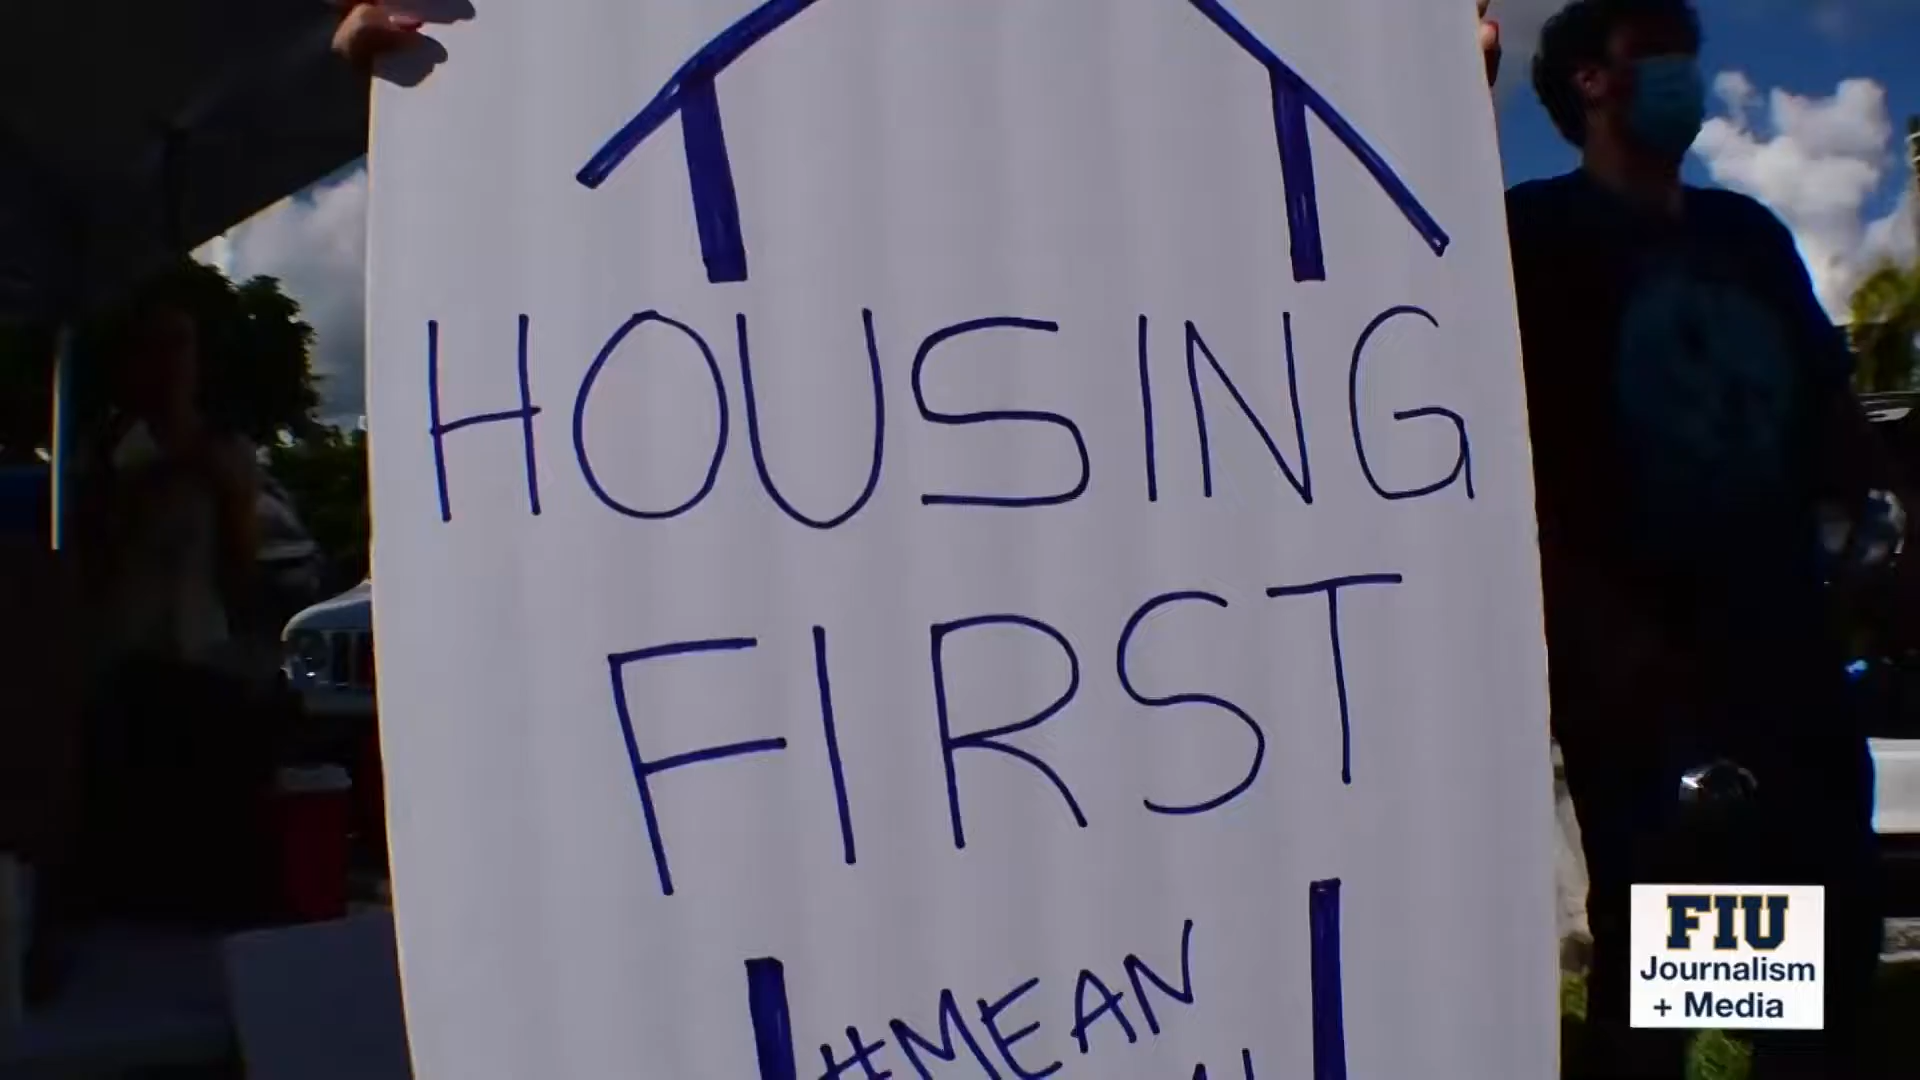 HOUSING
FIRST
#MEAN
FIU
Journalism
+ Media